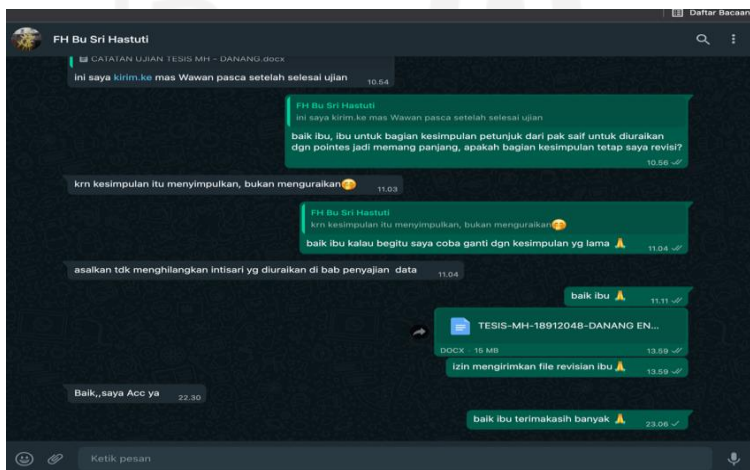 Daftar Bacaan
FH Bu Sri Hastuti
CATATAN UJIAN TESIS MH - DANANG.docx
ini saya kirim.ke mas Wawan pasca setelah selesai ujian
10.54
FH Bu Sri Hastuti
ini saya kirim.ke mas Wawan pasca setelah selesai ujian
baik ibu, ibu untuk bagian kesimpulan petunjuk dari pak saif untuk diuraikan
dgn pointes jadi memang panjang, apakah bagian kesimpulan tetap saya revisi?
10.56
krn kesimpulan itu menyimpulkan, bukan menguraikan🤭
11.03
FH Bu Sri Hastuti
krn kesimpulan itu menyimpulkan, bukan menguraikan🤭
baik ibu kalau begitu saya coba ganti dgn kesimpulan yg lama 🙏
11.04
asalkan tdk menghilangkan intisari yg diuraikan di bab penyajian data
11.04
baik ibu 🙏
11.11
TESIS-MH-18912048-DANANG EN...
DOCX · 15 MB
13.59
izin mengirimkan file revisian ibu 🙏
13.59
Baik,,saya Acc ya
22.30
baik ibu terimakasih banyak 🙏
23.06
Ketik pesan